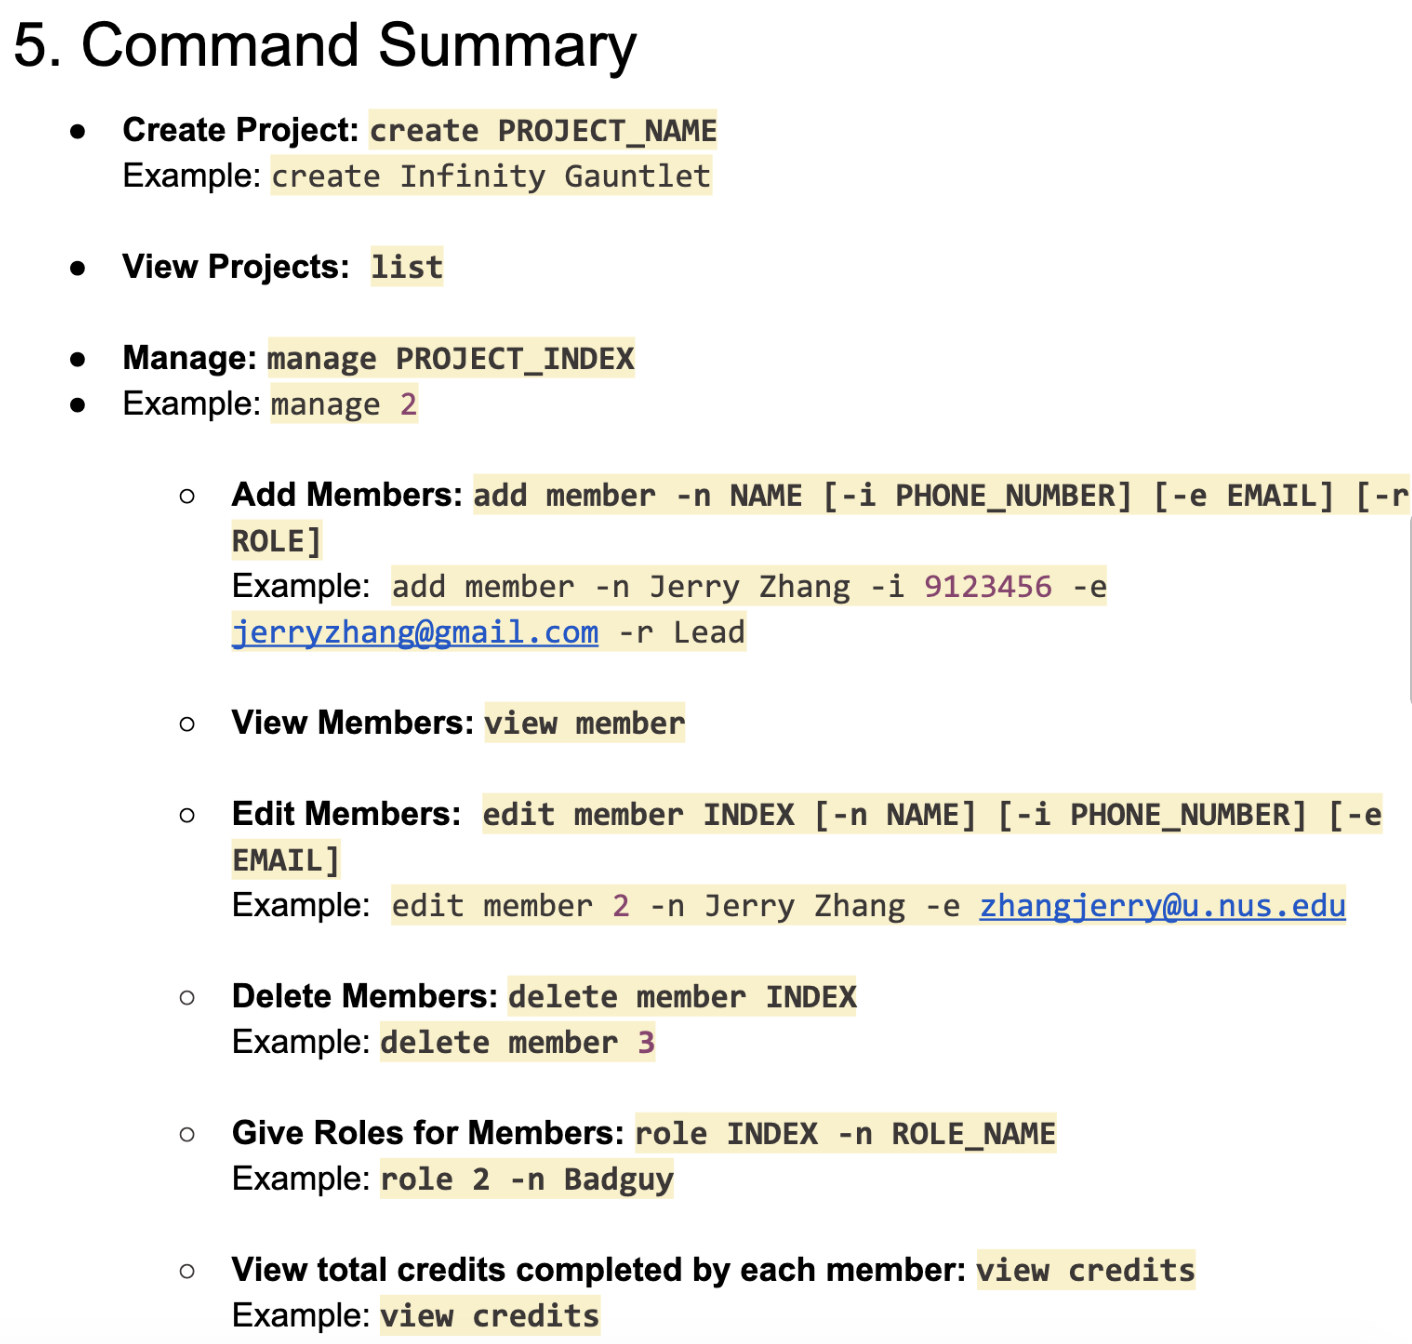 5. Command Summary
● Create Project: create PROJECT_NAME
Example: create Infinity Gauntlet
● View Projects: list
● Manage: manage PROJECT_INDEX
● Example: manage 2
○ Add Members: add member -n NAME [-i PHONE_NUMBER] [-e EMAIL] [-r
ROLE]
Example: add member -n Jerry Zhang -i 9123456 -e
jerryzhang@gmail.com -r Lead
○ View Members: view member
○ Edit Members: edit member INDEX [-n NAME] [-i PHONE_NUMBER] [-e
EMAIL]
Example: edit member 2 -n Jerry Zhang -e zhangjerry@u.nus.edu
○ Delete Members: delete member INDEX
Example: delete member 3
○ Give Roles for Members: role INDEX -n ROLE_NAME
Example: role 2 -n Badguy
○ View total credits completed by each member: view credits
Example: view credits